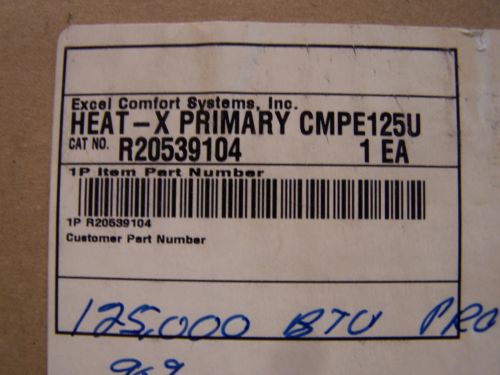 Excel Comfort Systems, Inc.
HEAT-X PRIMARY CMPE125U
CAT NO. R20539104 1 EA
1P Item Part Number
1P R20539104
Customer Part Number
125,000 BTU PRO